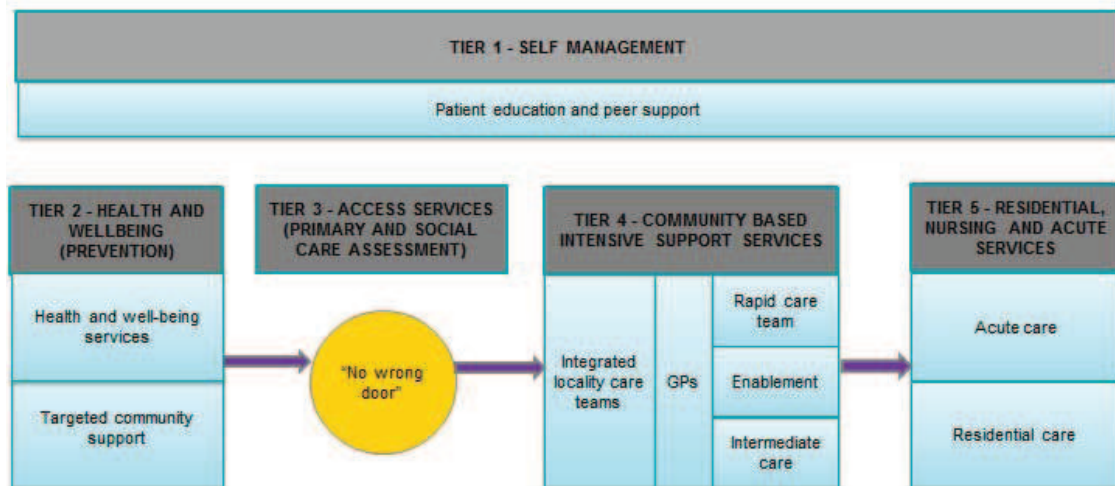 TIER 1 - SELF MANAGEMENT
Patient education and peer support
TIER 2 - HEALTH AND
WELLBEING
(PREVENTION)
Health and well-being
services
Targeted community
support
TIER 3 - ACCESS SERVICES
(PRIMARY AND SOCIAL
CARE ASSESSMENT)
"No wrong
door"
TIER 4 - COMMUNITY BASED
INTENSIVE SUPPORT SERVICES
Integrated
locality care
teams
GPs
Rapid care
team
Enablement
Intermediate
care
TIER 5 - RESIDENTIAL,
NURSING AND ACUTE
SERVICES
Acute care
Residential care